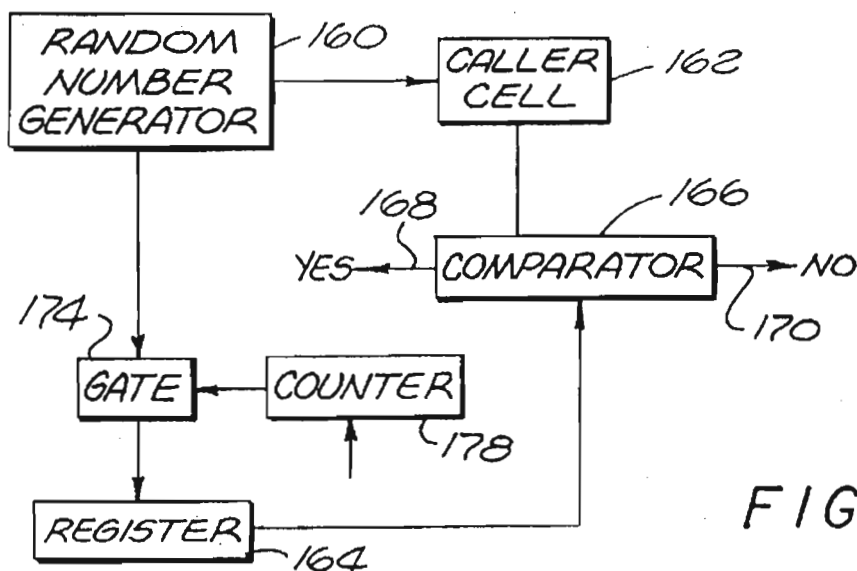 RANDOM
NUMBER
GENERATOR
160
CALLER
CELL
162
166
168
YES
COMPARATOR
NO
170
174
GATE
COUNTER
178
REGISTER
164
FIG